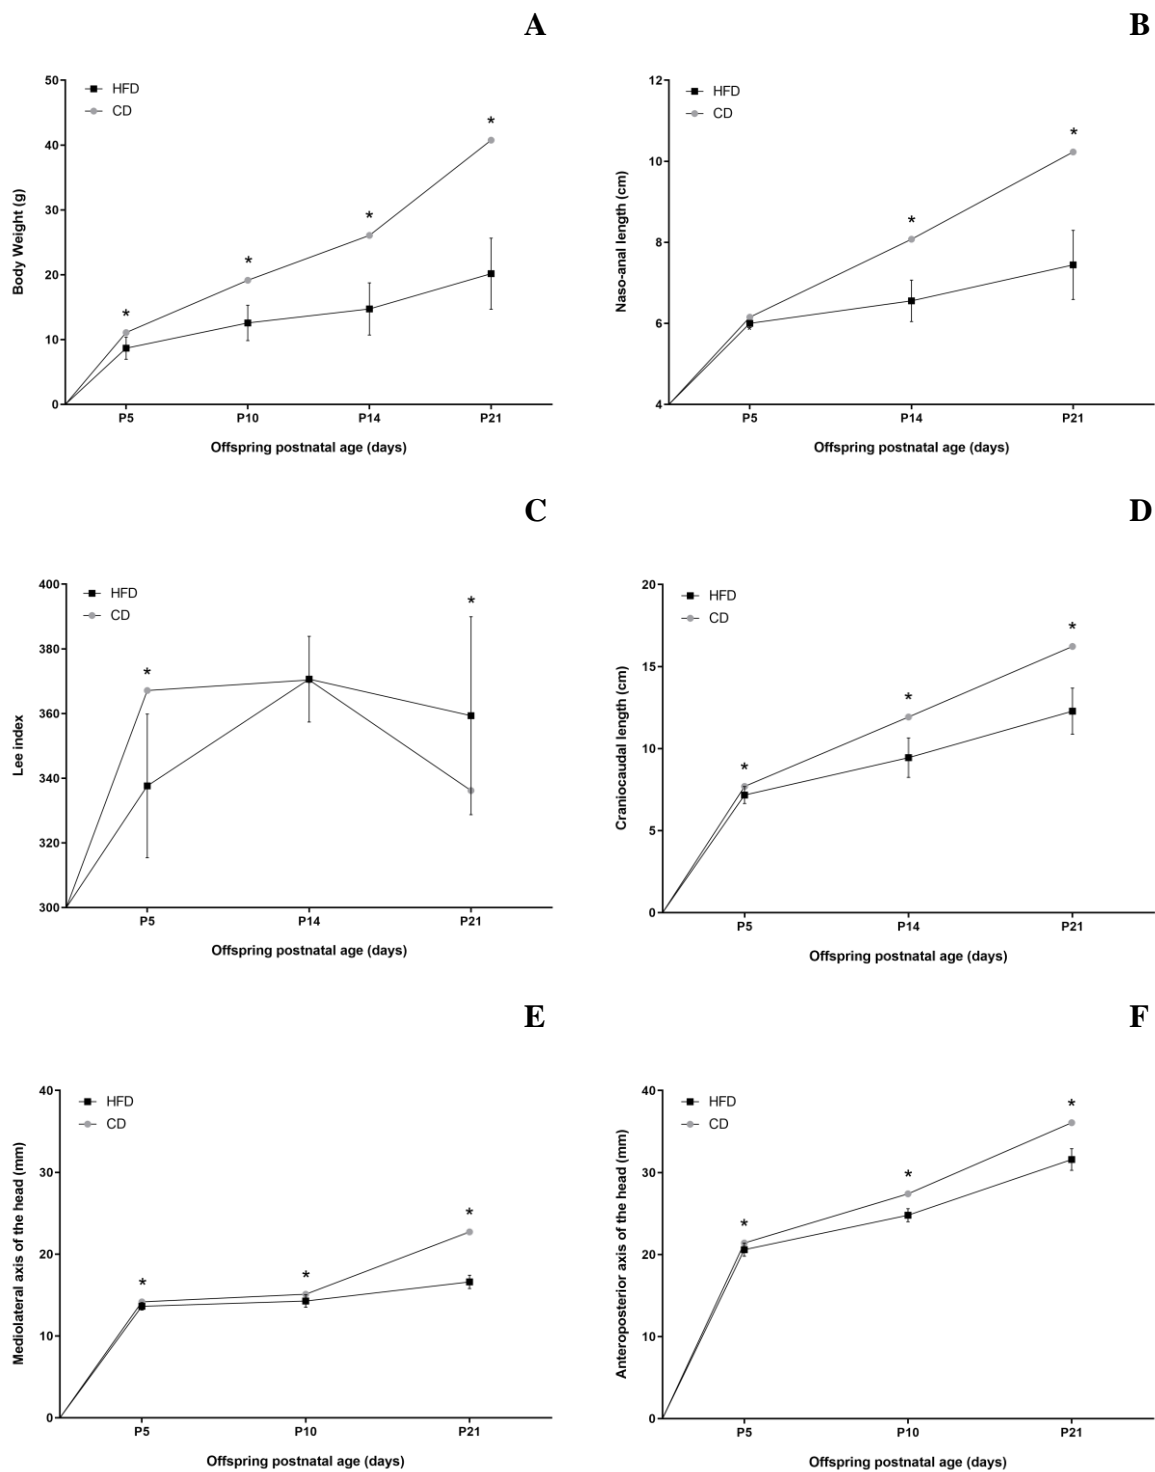 A
50
40
30
20
10
0
Body Weight (g)
HFD
CD
*
*
*
*
P5 P10 P14 P21
Offspring postnatal age (days)
B
12
10
8
6
4
Naso-anal length (cm)
HFD
CD
*
*
P5 P14 P21
Offspring postnatal age (days)
C
400
380
360
340
320
300
Lee index
HFD
CD
*
*
P5 P14 P21
Offspring postnatal age (days)
D
20
15
10
5
0
Craniocaudal length (cm)
HFD
CD
*
*
*
P5 P14 P21
Offspring postnatal age (days)
E
40
30
20
10
0
Mediolateral axis of the head (mm)
HFD
CD
*
*
*
P5 P10 P21
Offspring postnatal age (days)
F
40
30
20
10
0
Anteroposterior axis of the head (mm)
HFD
CD
*
*
*
P5 P10 P21
Offspring postnatal age (days)